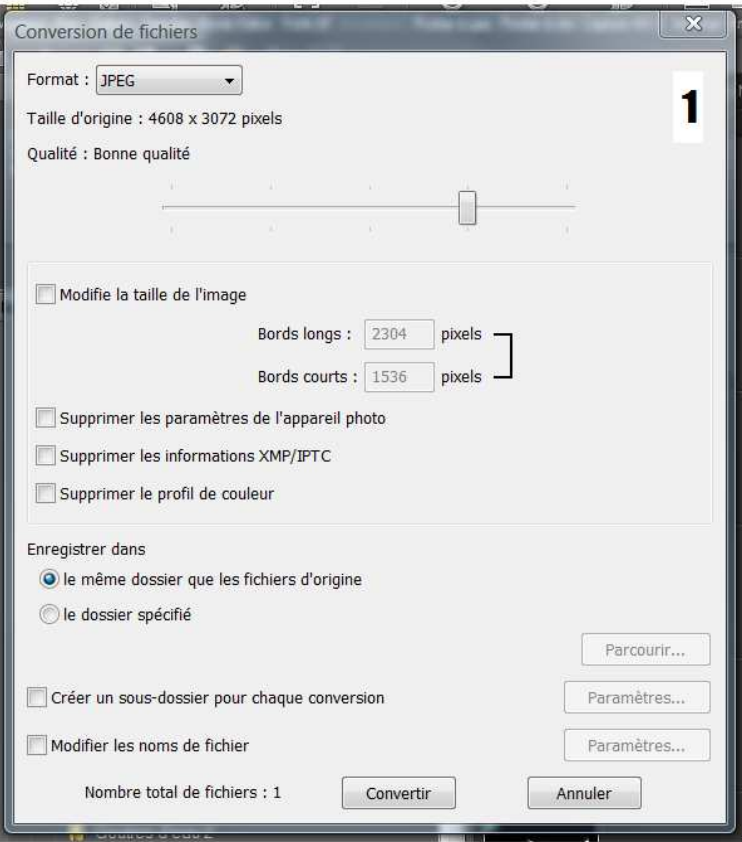 Conversion de fichiers
Format : JPEG
1
Taille d'origine : 4608 x 3072 pixels
Qualité : Bonne qualité
Modifie la taille de l'image
Bords longs : 2304 pixels
Bords courts : 1536 pixels
Supprimer les paramètres de l'appareil photo
Supprimer les informations XMP/IPTC
Supprimer le profil de couleur
Enregistrer dans
le même dossier que les fichiers d'origine
le dossier spécifié
Parcourir...
Créer un sous-dossier pour chaque conversion Paramètres...
Modifier les noms de fichier Paramètres...
Nombre total de fichiers : 1 Convertir Annuler